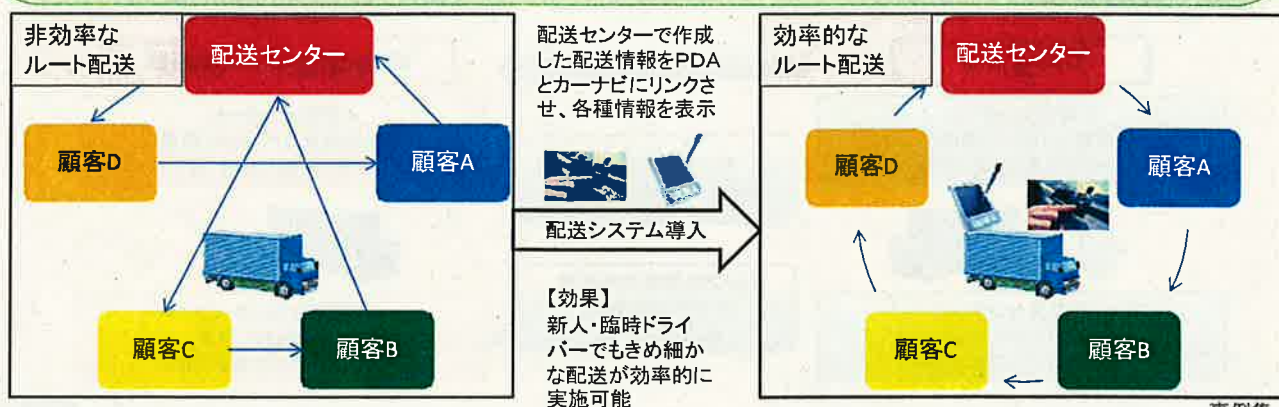 非効率な
ルート配送
配送センター
顧客D
顧客A
顧客C
顧客B
配送センターで作成
した配送情報をPDA
とカーナビにリンクさ
せ、各種情報を表示
配送システム導入
【効果】
新人・臨時ドライ
バーでもきめ細か
な配送が効率的に
実施可能
効率的な
ルート配送
配送センター
顧客D
顧客A
顧客C
顧客B